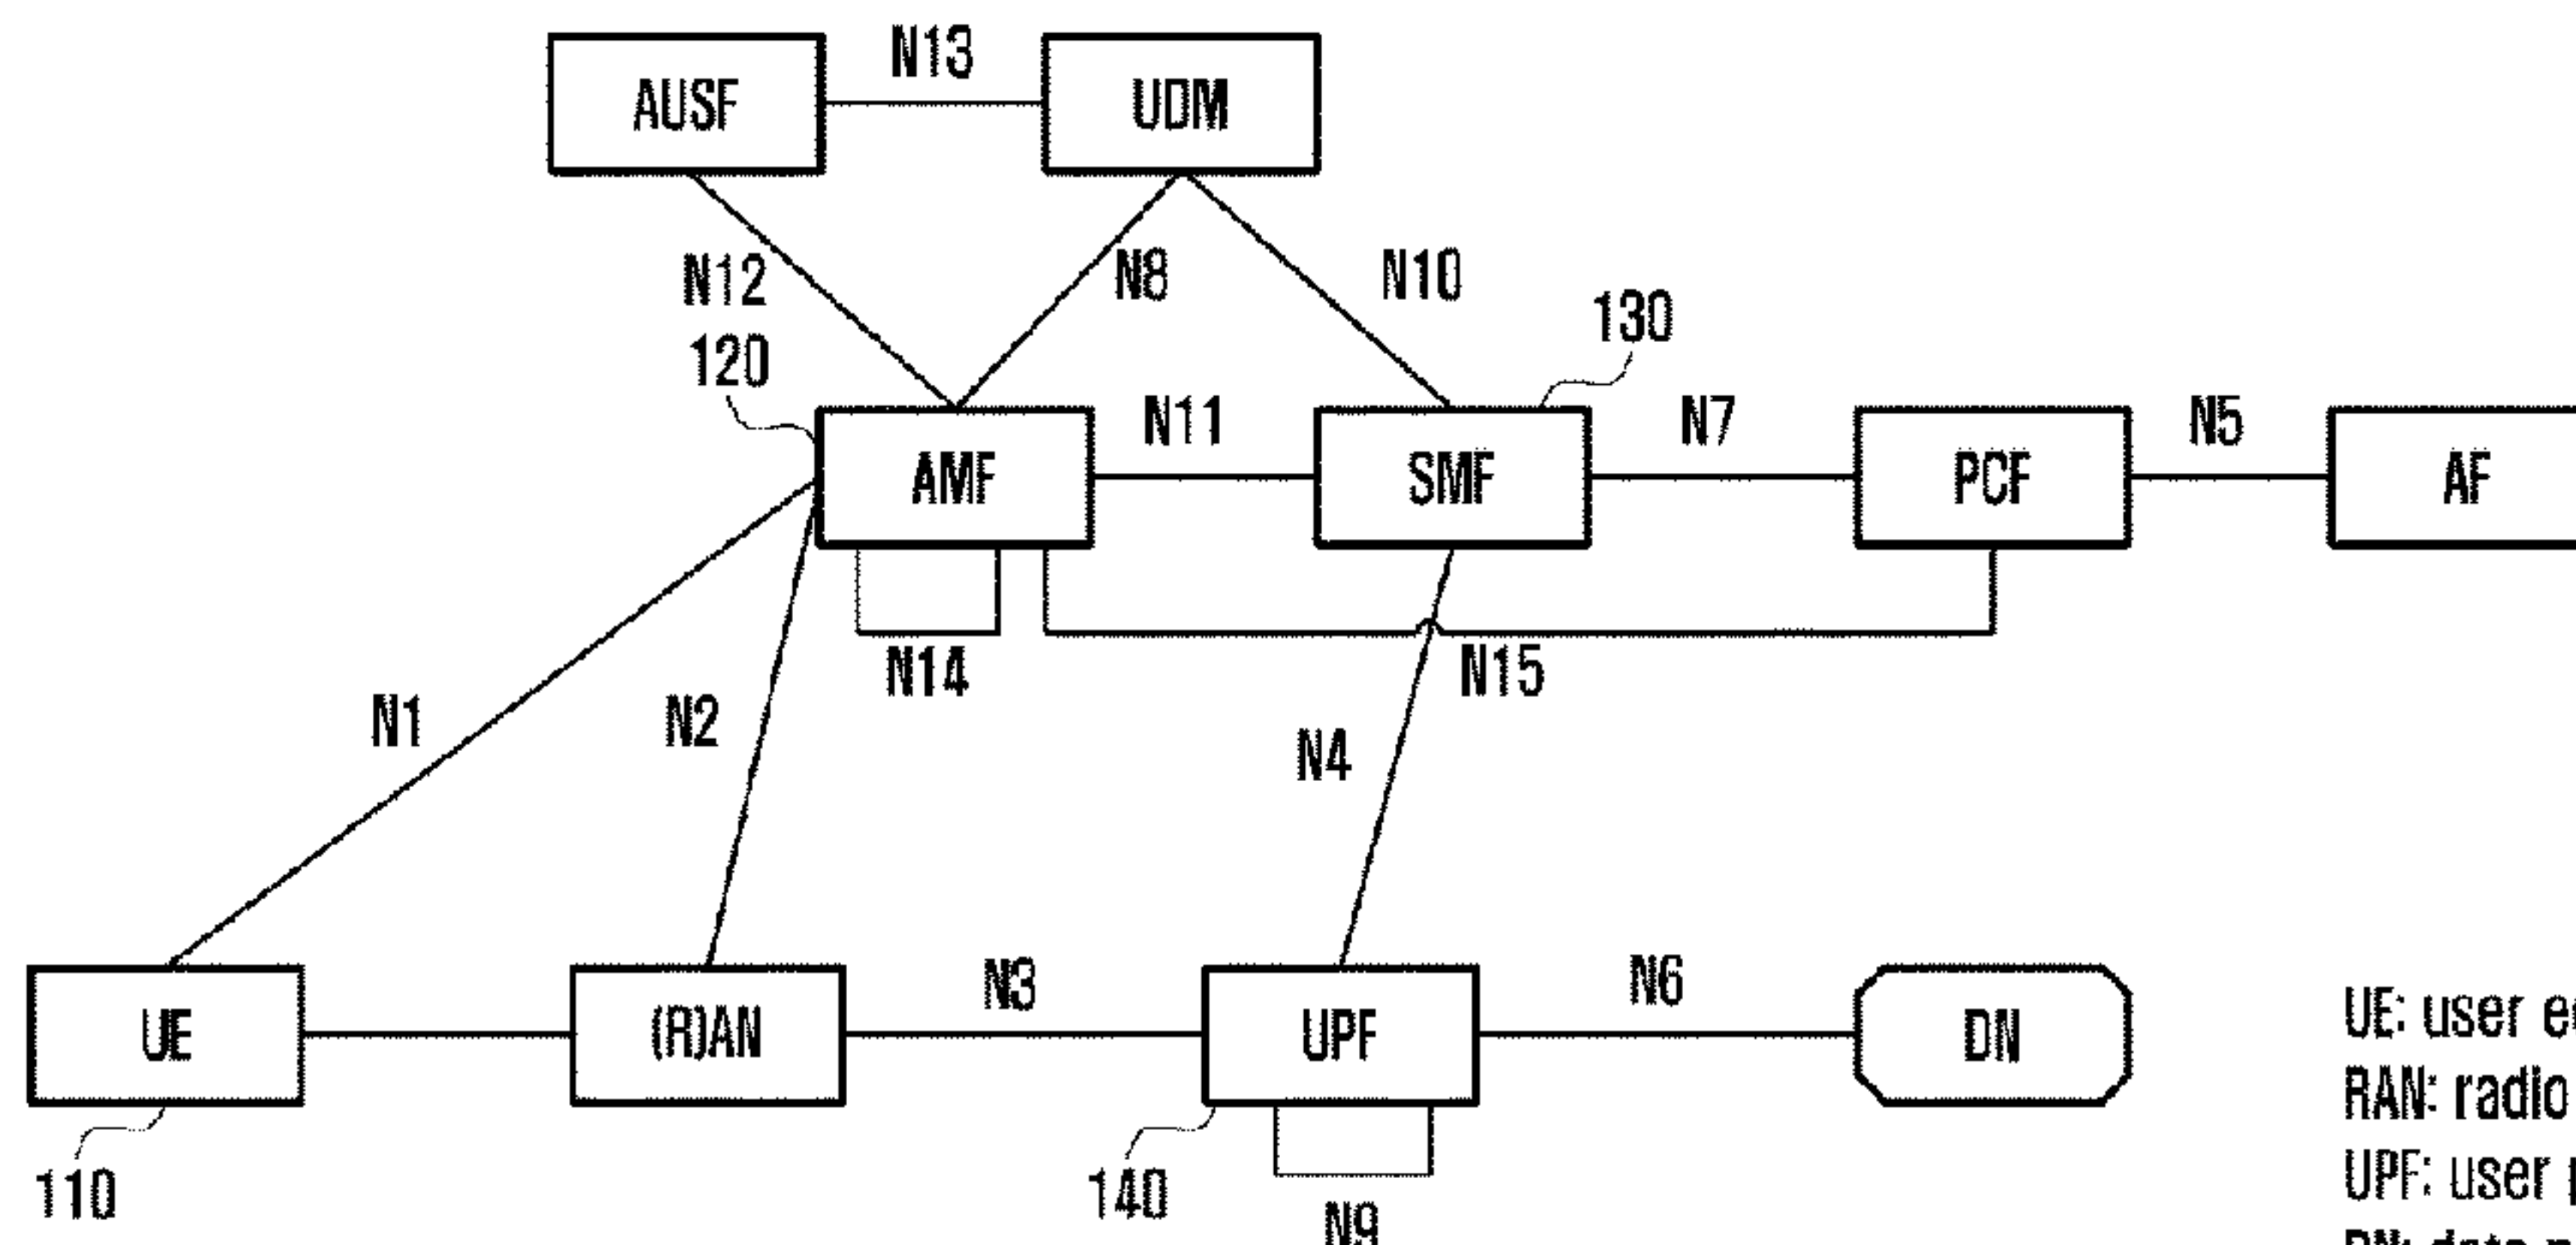 N13
AUSF
UDM
N12
N8
N10
120
130
N11
N7
N5
AMF
SMF
PCF
AF
N14
N15
N1
N2
N4
N3
N6
UE
(R)AN
UPF
DN
UE: user
RAN: radio
UPF: user
110
140
N9